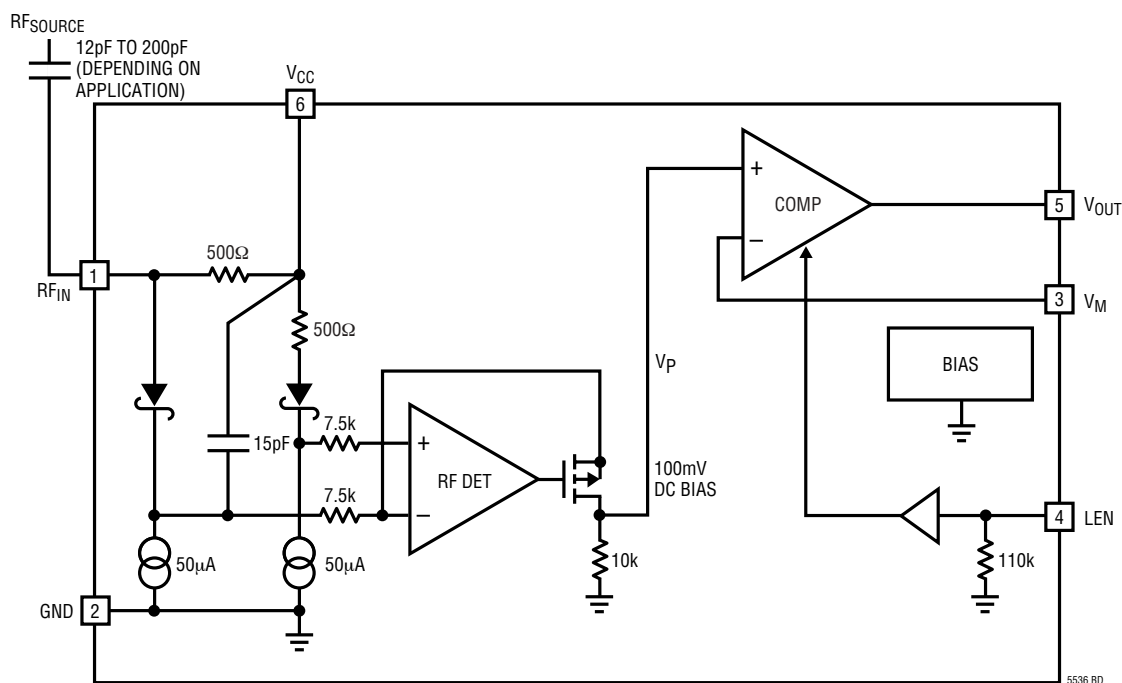 RFSOURCE
12pF TO 200pF
(DEPENDING ON
APPLICATION)
VCC
6
+
COMP
5
VOUT
–
500Ω
1
RFIN
3
VM
500Ω
BIAS
VP
7.5k
15pF
+
RF DET
100mV
DC BIAS
7.5k
–
4
LEN
50µA
50µA
10k
110k
GND
2
5536 BD